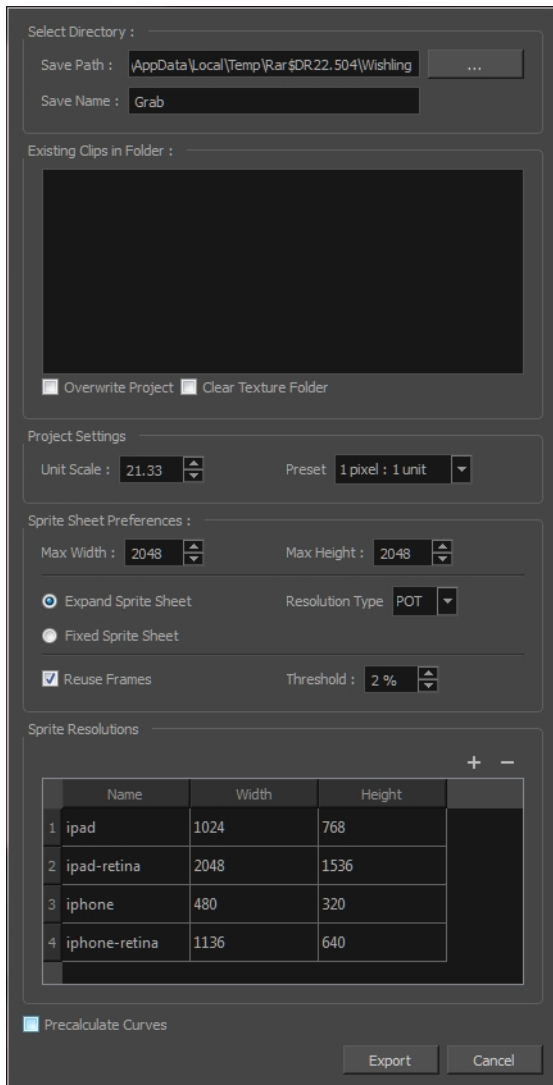 Select Directory :
Save Path : \AppData\Local\Temp\Rar$DR22.504\Wishling ...
Save Name : Grab
Existing Clips in Folder :
Overwrite Project Clear Texture Folder
Project Settings
Unit Scale : 21.33 Preset 1 pixel : 1 unit
Sprite Sheet Preferences :
Max Width : 2048 Max Height : 2048
Expand Sprite Sheet Resolution Type POT
Fixed Sprite Sheet
Reuse Frames Threshold : 2 %
Sprite Resolutions
+ −
Name Width Height
1 ipad 1024 768
2 ipad-retina 2048 1536
3 iphone 480 320
4 iphone-retina 1136 640
Precalculate Curves
Export Cancel